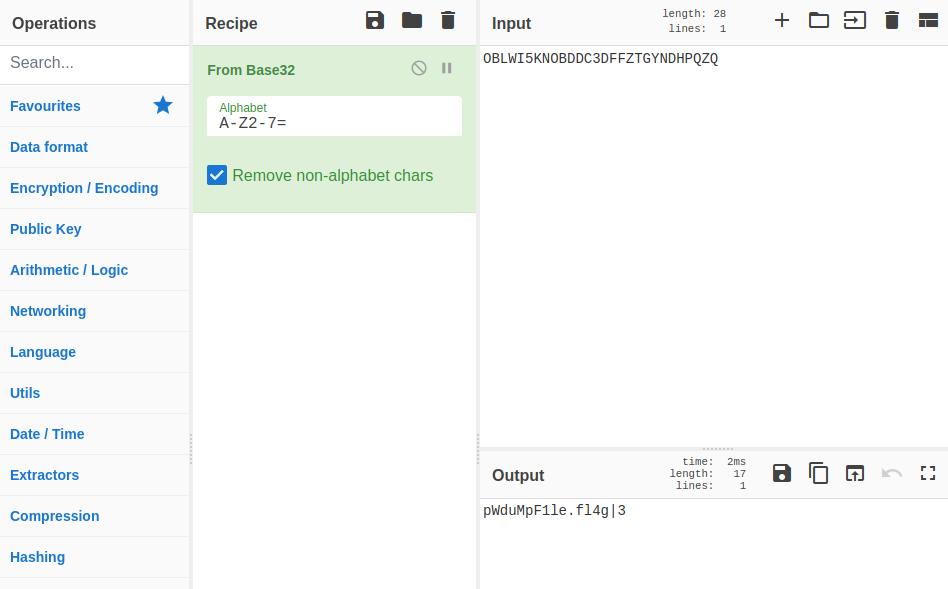 Operations
Search...
Favourites
Data format
Encryption / Encoding
Public Key
Arithmetic / Logic
Networking
Language
Utils
Date / Time
Extractors
Compression
Hashing
Recipe
From Base32
Alphabet
A-Z2-7=
Remove non-alphabet chars
Input
length: 28
lines: 1
OBLWI5KNOBDDC3DFFZTGYNDHPQZQ
Output
time: 2ms
length: 17
lines: 1
pWduMpF1le.fl4g|3